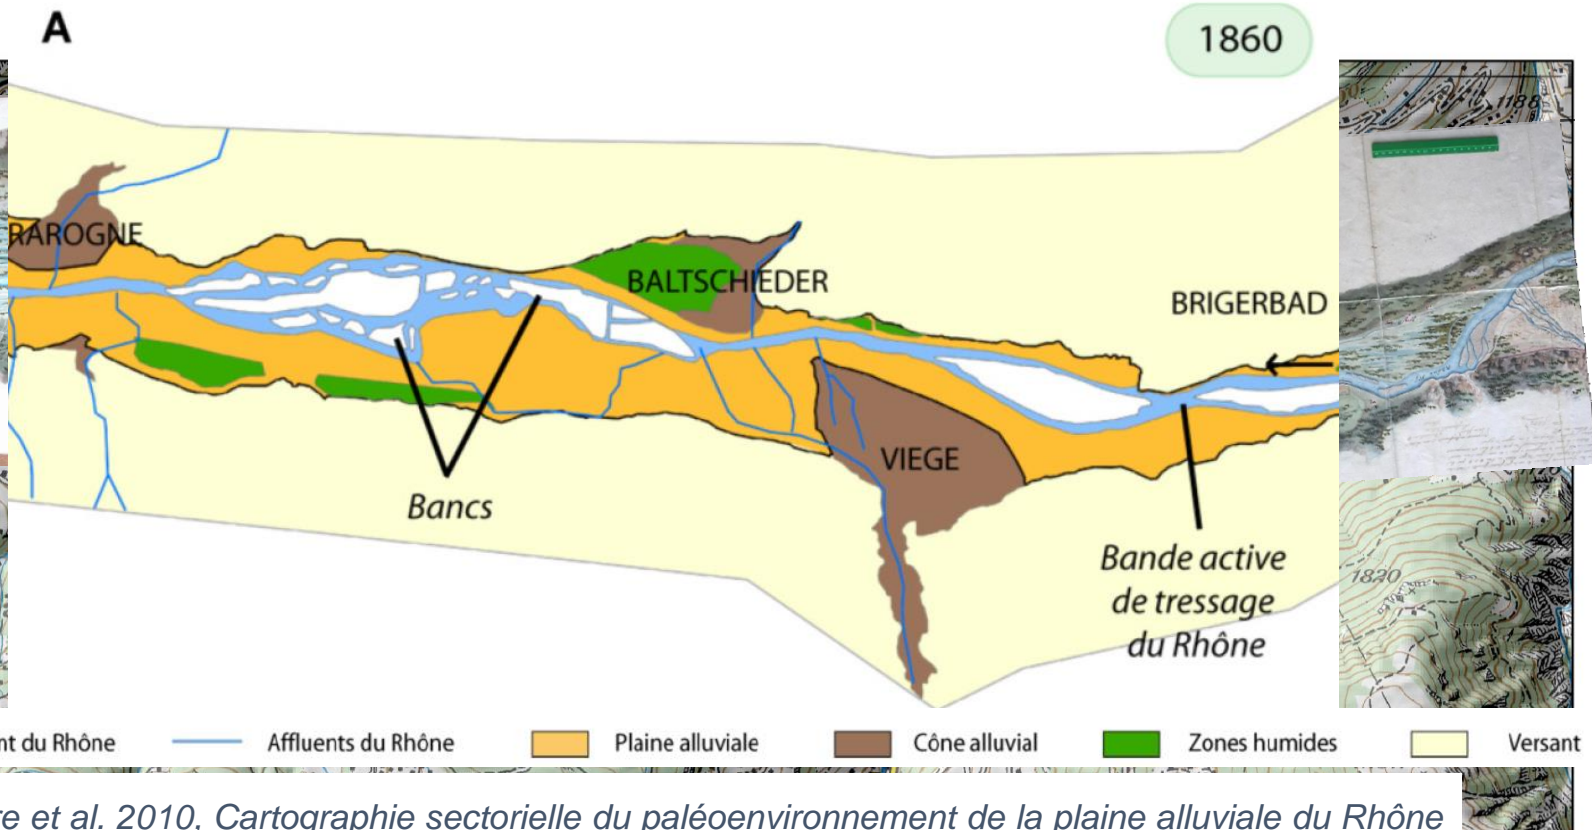 A
1860
1188
RAROGNE
BALTSCHIEDER
BRIGERBAD
VIEGE
Bancs
Bande active
de tressage
du Rhône
1820
nt du Rhône
Affluents du Rhône
Plaine alluviale
Cône alluvial
Zones humides
Versant
re et al. 2010, Cartographie sectorielle du paléoenvironnement de la plaine alluviale du Rhône